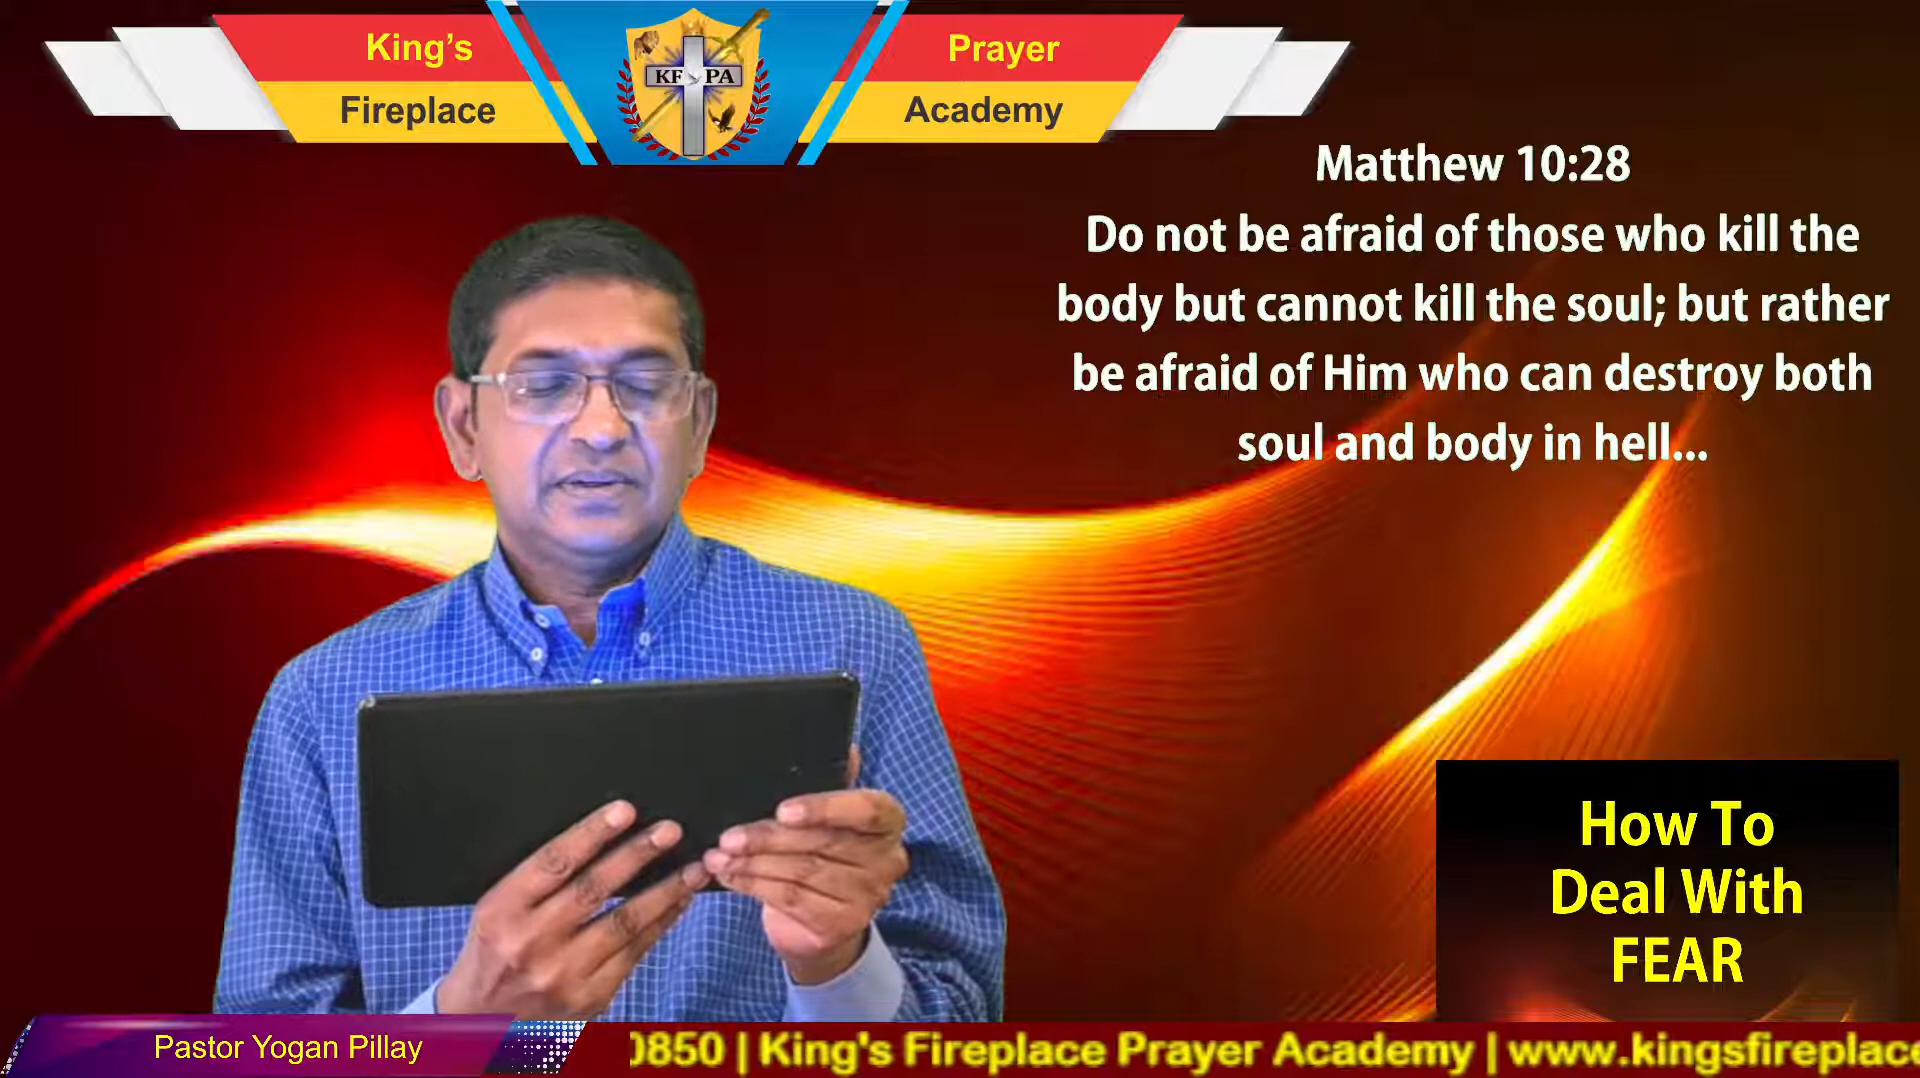 King's
Fireplace
KF PA
Prayer
Academy
Matthew 10:28
Do not be afraid of those who kill the
body but cannot kill the soul; but rather
be afraid of Him who can destroy both
soul and body in hell...
How To
Deal With
FEAR
Pastor Yogan Pillay
0850 | King's Fireplace Prayer Academy | www.kingsfireplace